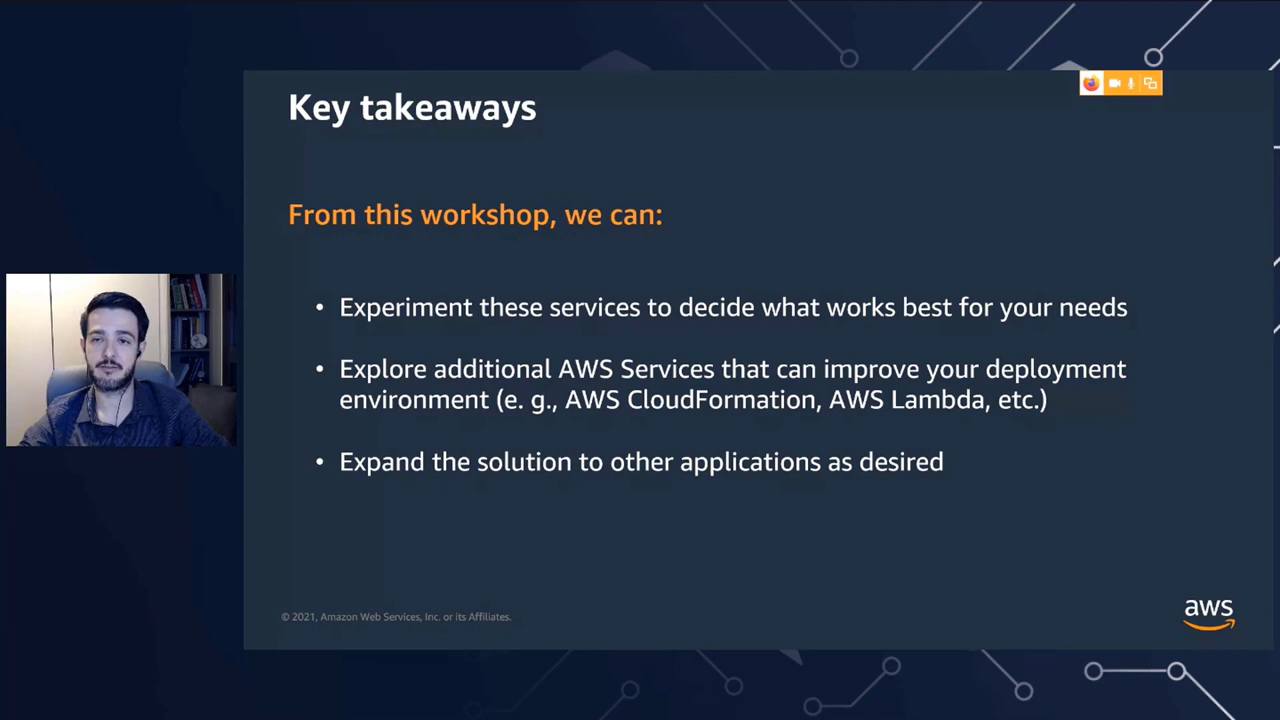 Key takeaways
From this workshop, we can:
• Experiment these services to decide what works best for your needs
• Explore additional AWS Services that can improve your deployment
environment (e. g., AWS CloudFormation, AWS Lambda, etc.)
• Expand the solution to other applications as desired
© 2021, Amazon Web Services, Inc. or its Affiliates.
aws